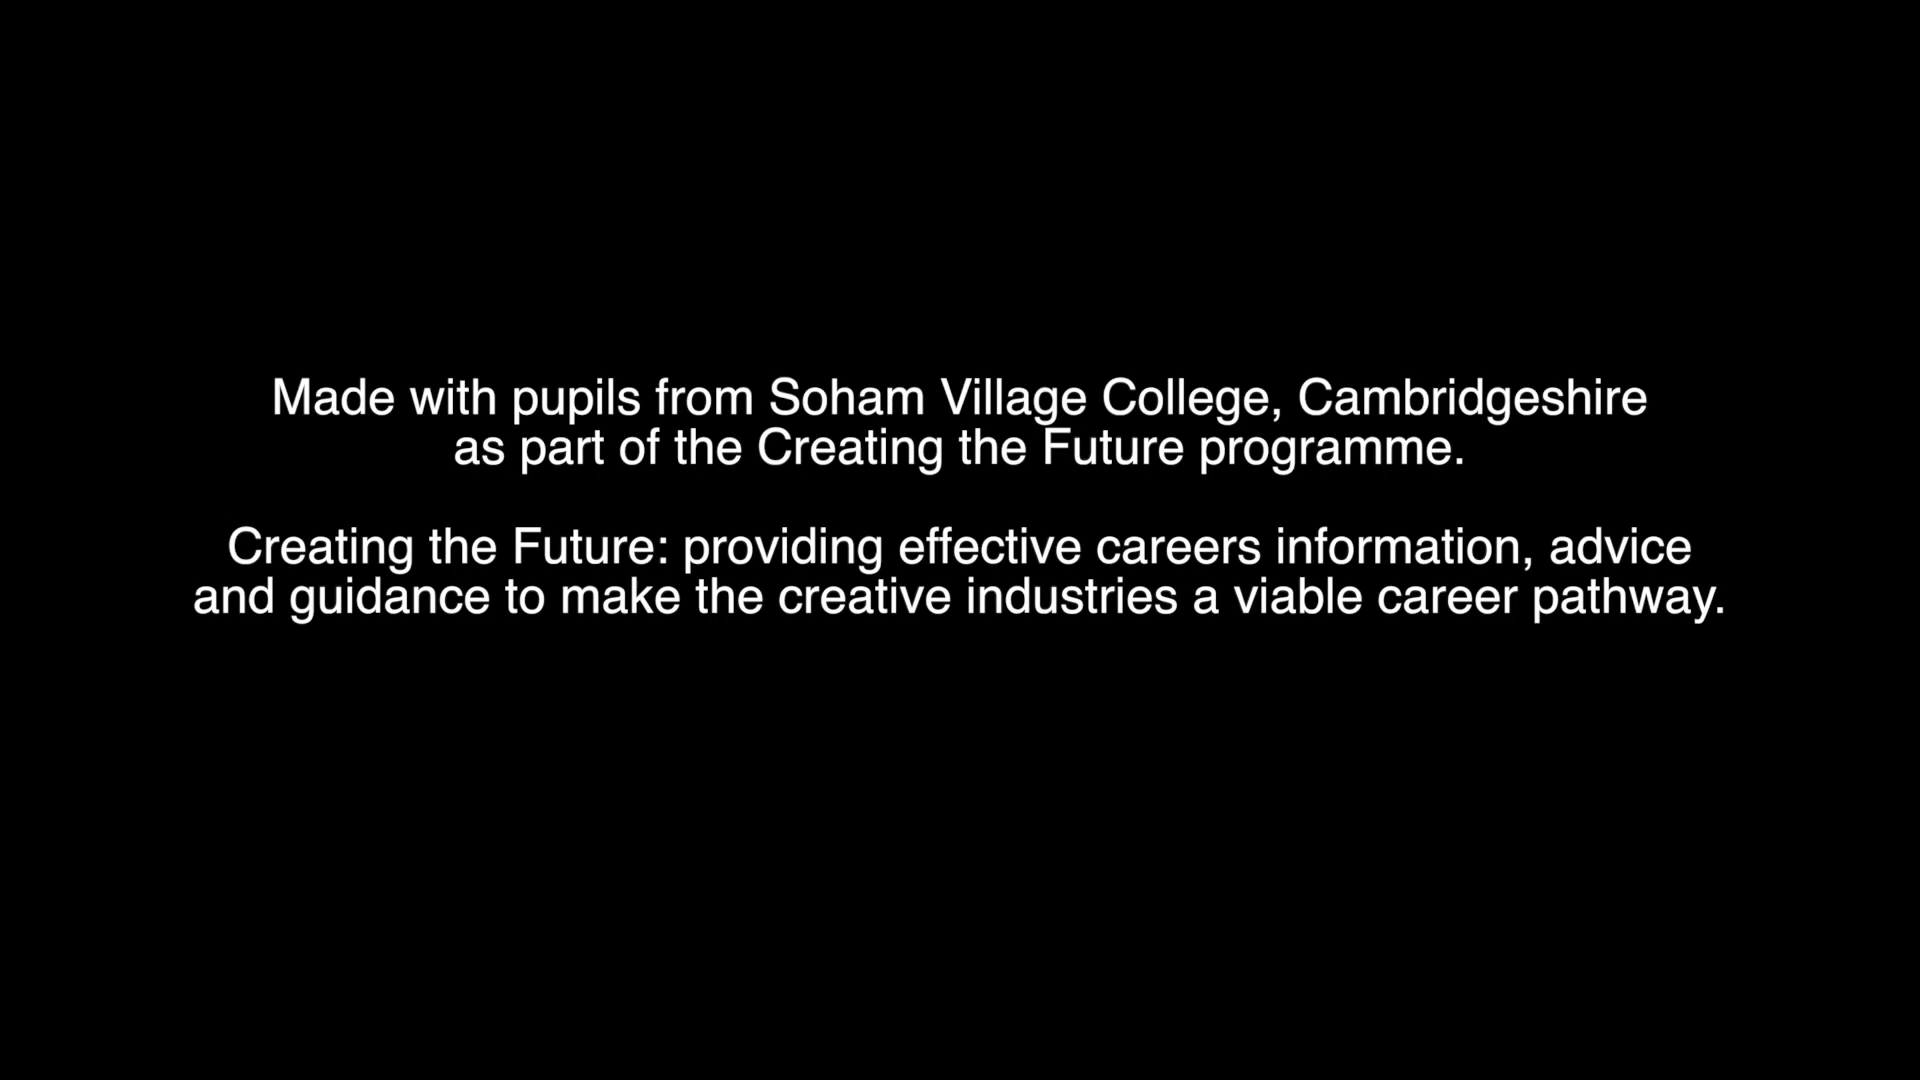 Made with pupils from Soham Village College, Cambridgeshire
as part of the Creating the Future programme.
Creating the Future: providing effective careers information, advice
and guidance to make the creative industries a viable career pathway.